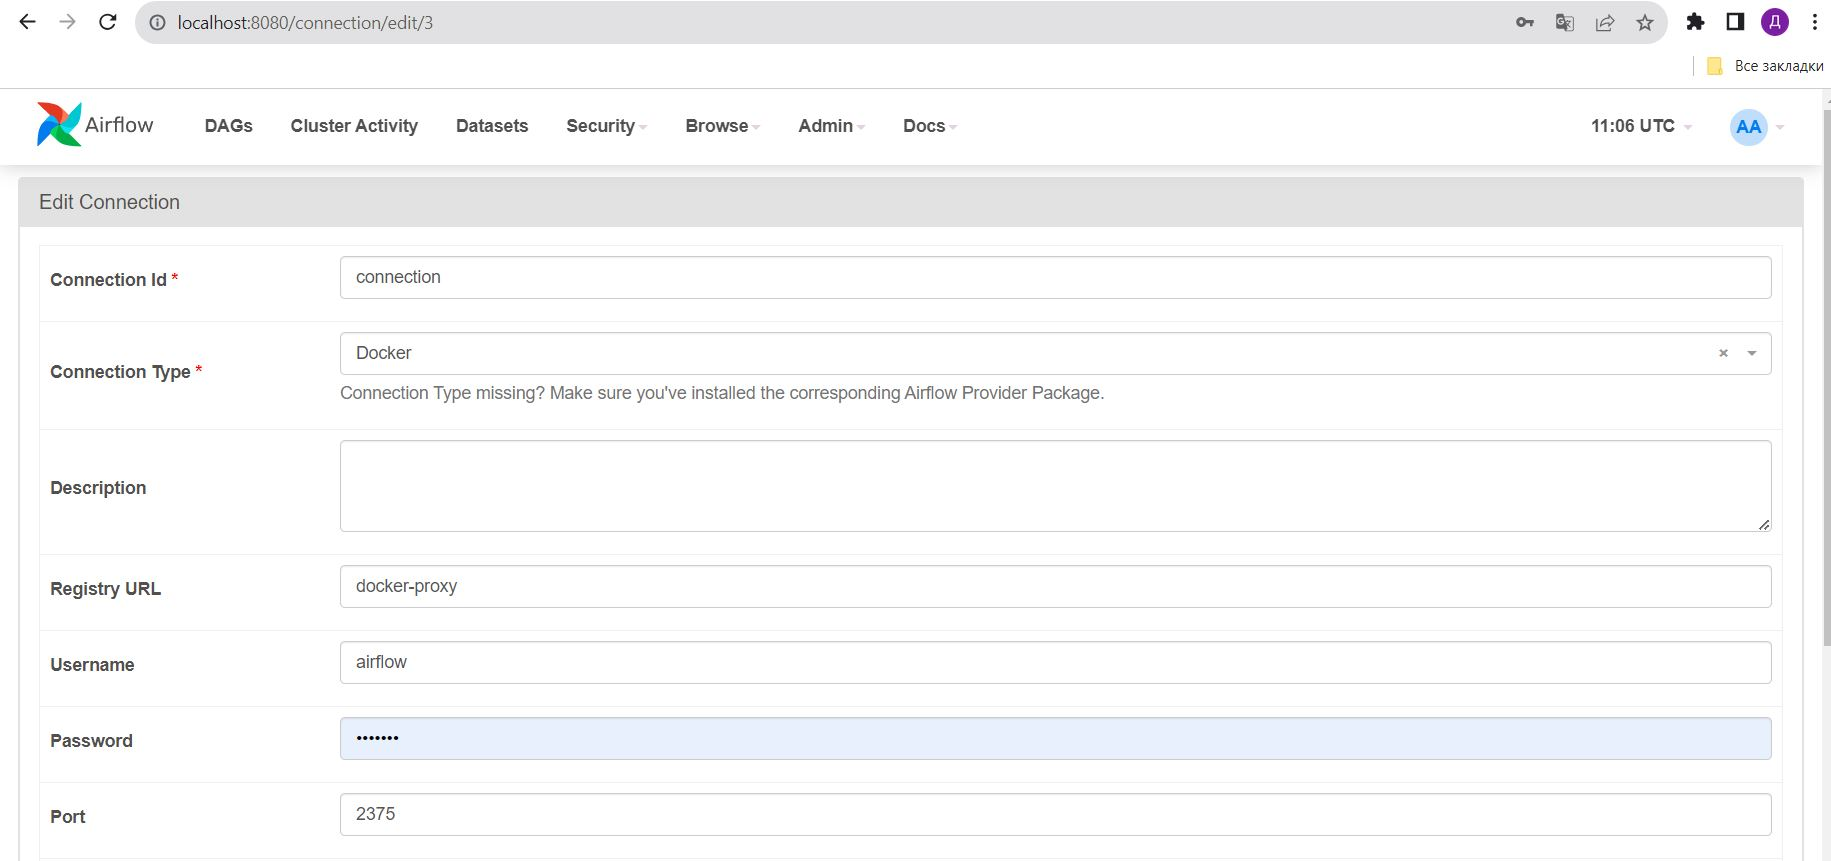 localhost:8080/connection/edit/3
Д
Все закладки
Airflow DAGs Cluster Activity Datasets Security Browse Admin Docs 11:06 UTC AA
Edit Connection
Connection Id * connection
Connection Type * Docker
Connection Type missing? Make sure you've installed the corresponding Airflow Provider Package.
Description
Registry URL docker-proxy
Username airflow
Password •••••••
Port 2375